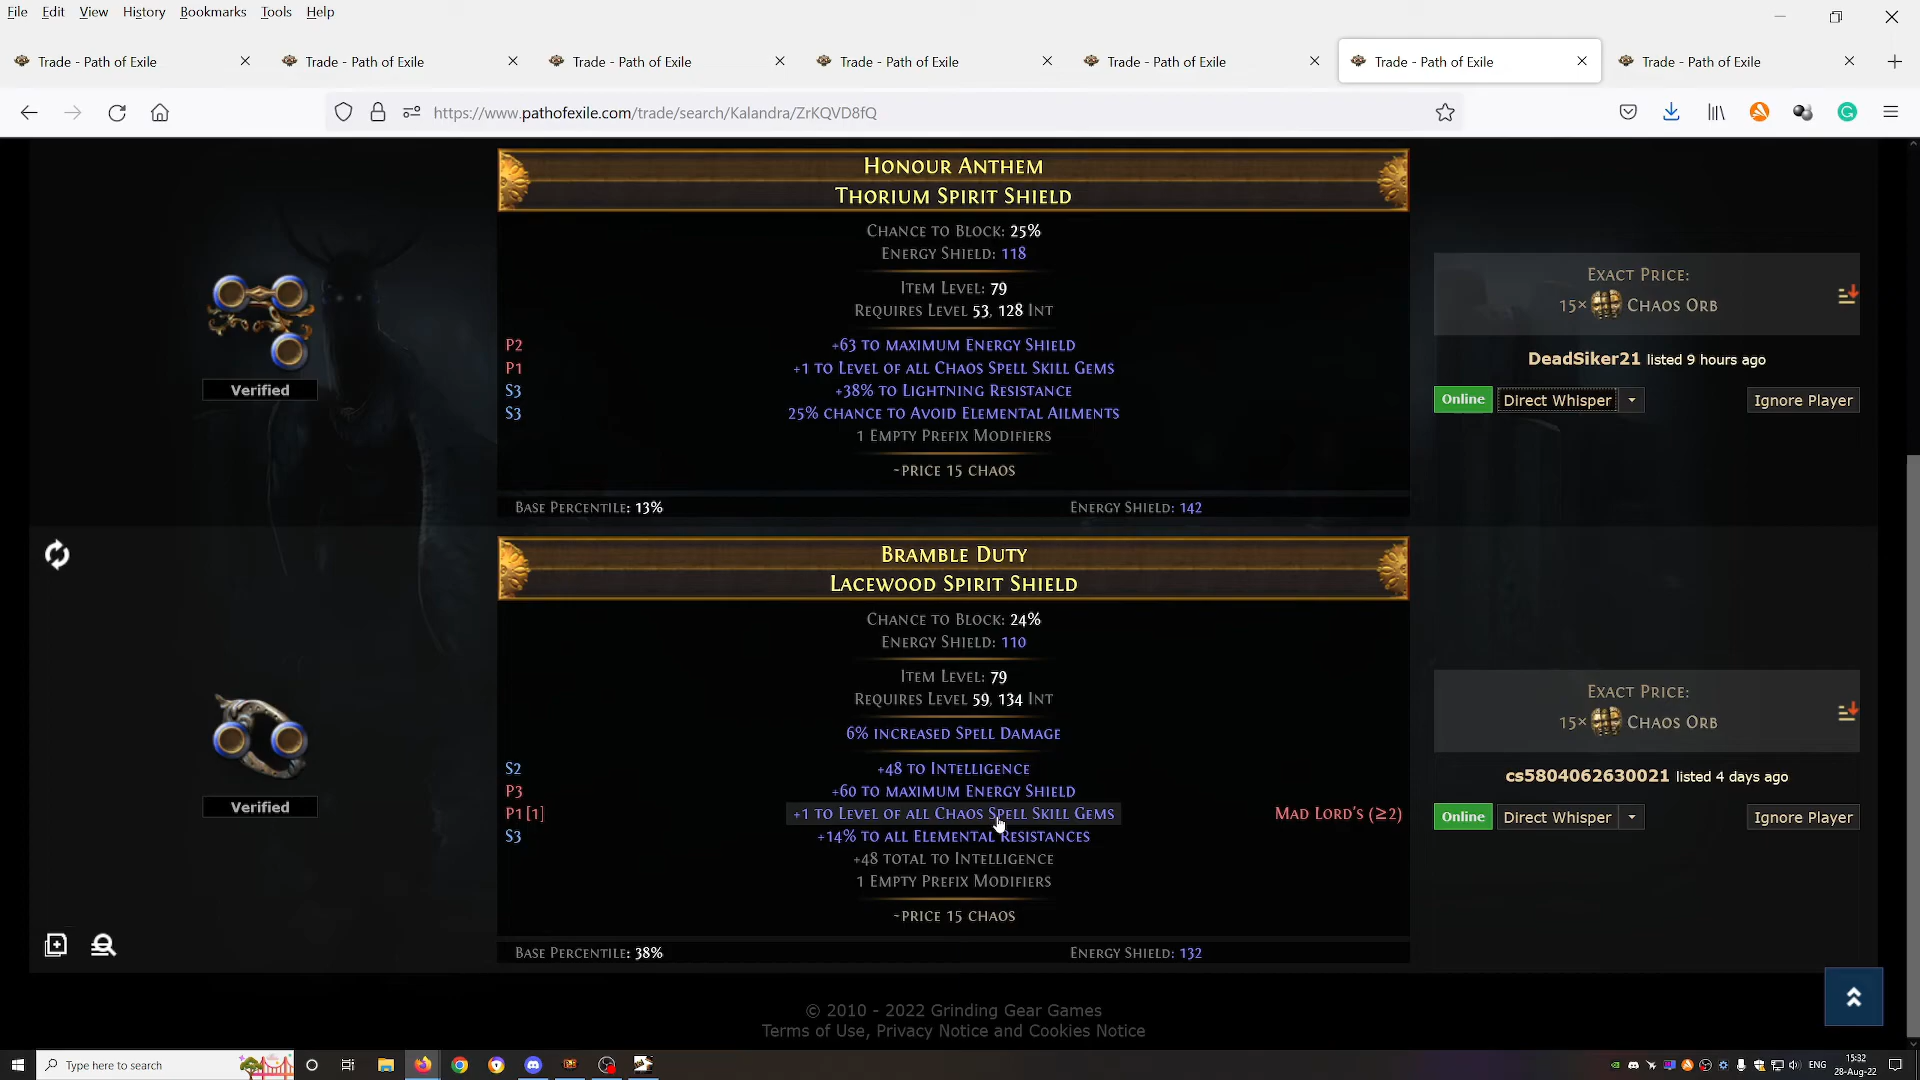 File Edit View History Bookmarks Tools Help
Trade - Path of Exile Trade - Path of Exile Trade - Path of Exile Trade - Path of Exile Trade - Path of Exile Trade - Path of Exile Trade - Path of Exile
https://www.pathofexile.com/trade/search/Kalandra/ZrKQVD8fQ
Honour Anthem
Thorium Spirit Shield
Chance to Block: 25%
Energy Shield: 118
Item Level: 79
Requires Level 53, 128 Int
P2 +63 to maximum Energy Shield
P1 +1 to Level of all Chaos Spell Skill Gems
S3 +38% to Lightning Resistance
S3 25% chance to Avoid Elemental Ailments
1 Empty Prefix Modifiers
~price 15 chaos
Base Percentile: 13% Energy Shield: 142
Verified
Exact Price:
15× Chaos Orb
DeadSiker21 listed 9 hours ago
Online Direct Whisper Ignore Player
Bramble Duty
Lacewood Spirit Shield
Chance to Block: 24%
Energy Shield: 110
Item Level: 79
Requires Level 59, 134 Int
6% increased Spell Damage
S2 +48 to Intelligence
P3 +60 to maximum Energy Shield
P1 [1] +1 to Level of all Chaos Spell Skill Gems Mad Lord's (≥2)
S3 +14% to all Elemental Resistances
+48 total to Intelligence
1 Empty Prefix Modifiers
~price 15 chaos
Base Percentile: 38% Energy Shield: 132
Verified
Exact Price:
15× Chaos Orb
cs5804062630021 listed 4 days ago
Online Direct Whisper Ignore Player
© 2010 - 2022 Grinding Gear Games
Terms of Use, Privacy Notice and Cookies Notice
Type here to search
ENG
15:32
28-Aug-22